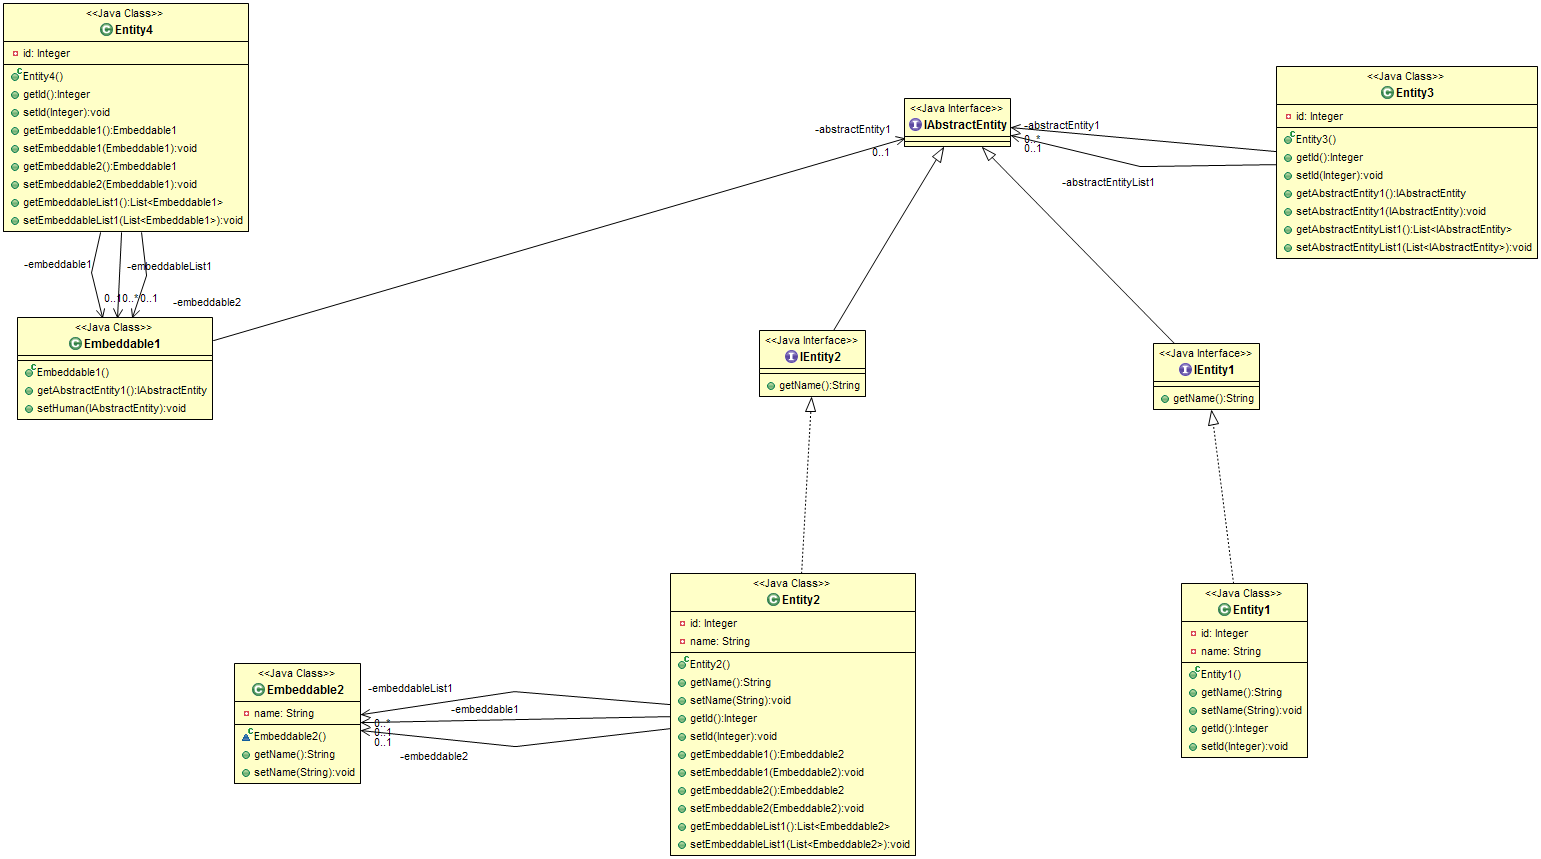 <<Java Class>>
Entity4
id: Integer
Entity4()
getId():Integer
setId(Integer):void
getEmbeddable1():Embeddable1
setEmbeddable1(Embeddable1):void
getEmbeddable2():Embeddable1
setEmbeddable2(Embeddable1):void
getEmbeddableList1():List<Embeddable1>
setEmbeddableList1(List<Embeddable1>):void
-embeddable1
-embeddableList1
0..1
0..*
0..1
-embeddable2
<<Java Class>>
Embeddable1
Embeddable1()
getAbstractEntity1():IAbstractEntity
setHuman(IAbstractEntity):void
-abstractEntity1
0..1
<<Java Interface>>
IAbstractEntity
-abstractEntity1
0..*
0..1
-abstractEntityList1
<<Java Class>>
Entity3
id: Integer
Entity3()
getId():Integer
setId(Integer):void
getAbstractEntity1():IAbstractEntity
setAbstractEntity1(IAbstractEntity):void
getAbstractEntityList1():List<IAbstractEntity>
setAbstractEntityList1(List<IAbstractEntity>):void
<<Java Interface>>
IEntity2
getName():String
<<Java Interface>>
IEntity1
getName():String
<<Java Class>>
Embeddable2
name: String
Embeddable2()
getName():String
setName(String):void
-embeddableList1
-embeddable1
0..*
0..1
0..1
-embeddable2
<<Java Class>>
Entity2
id: Integer
name: String
Entity2()
getName():String
setName(String):void
getId():Integer
setId(Integer):void
getEmbeddable1():Embeddable2
setEmbeddable1(Embeddable2):void
getEmbeddable2():Embeddable2
setEmbeddable2(Embeddable2):void
getEmbeddableList1():List<Embeddable2>
setEmbeddableList1(List<Embeddable2>):void
<<Java Class>>
Entity1
id: Integer
name: String
Entity1()
getName():String
setName(String):void
getId():Integer
setId(Integer):void